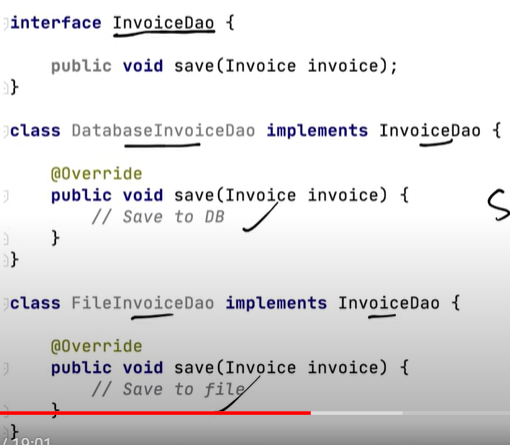 interface InvoiceDao {
public void save(Invoice invoice);
}
class DatabaseInvoiceDao implements InvoiceDao {
@Override
public void save(Invoice invoice) {
// Save to DB
}
}
S
class FileInvoiceDao implements InvoiceDao {
@Override
public void save(Invoice invoice) {
// Save to file
}
}
/ 19:01